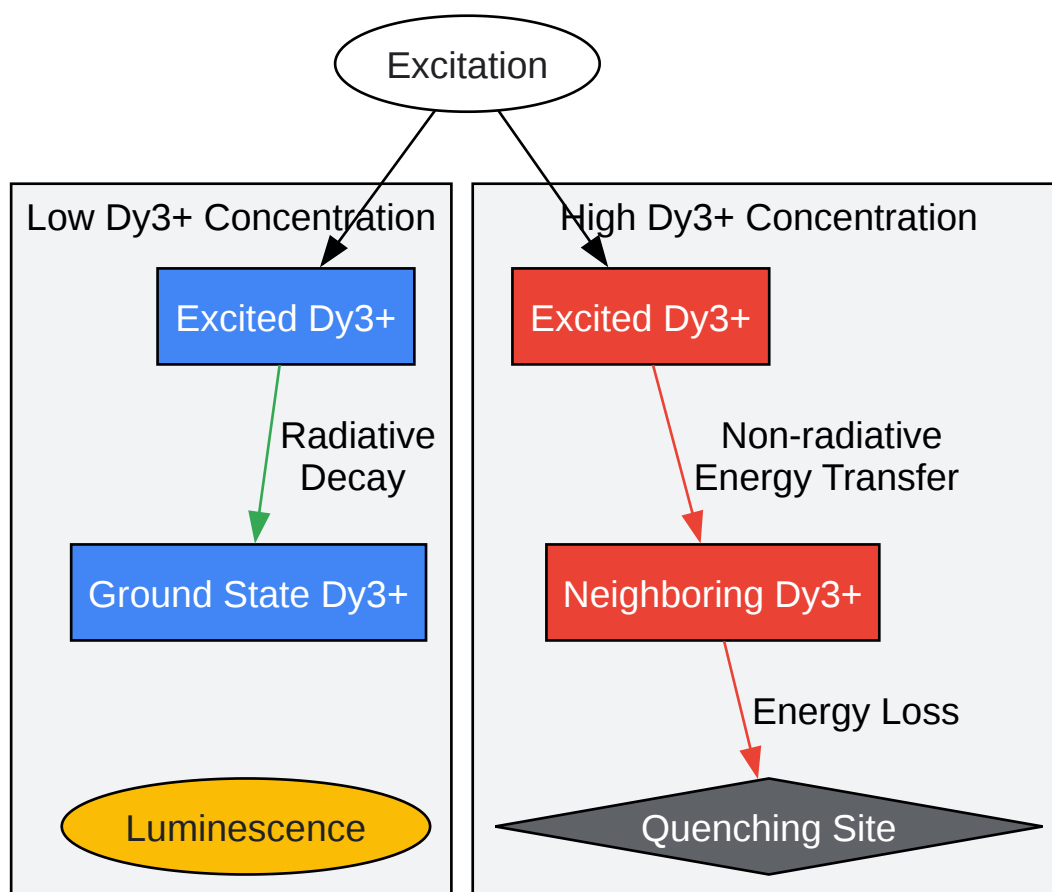 Excitation
Low Dy3+ Concentration
High Dy3+ Concentration
Excited Dy3+
Excited Dy3+
Radiative
Decay
Non-radiative
Energy Transfer
Ground State Dy3+
Neighboring Dy3+
Energy Loss
Luminescence
Quenching Site